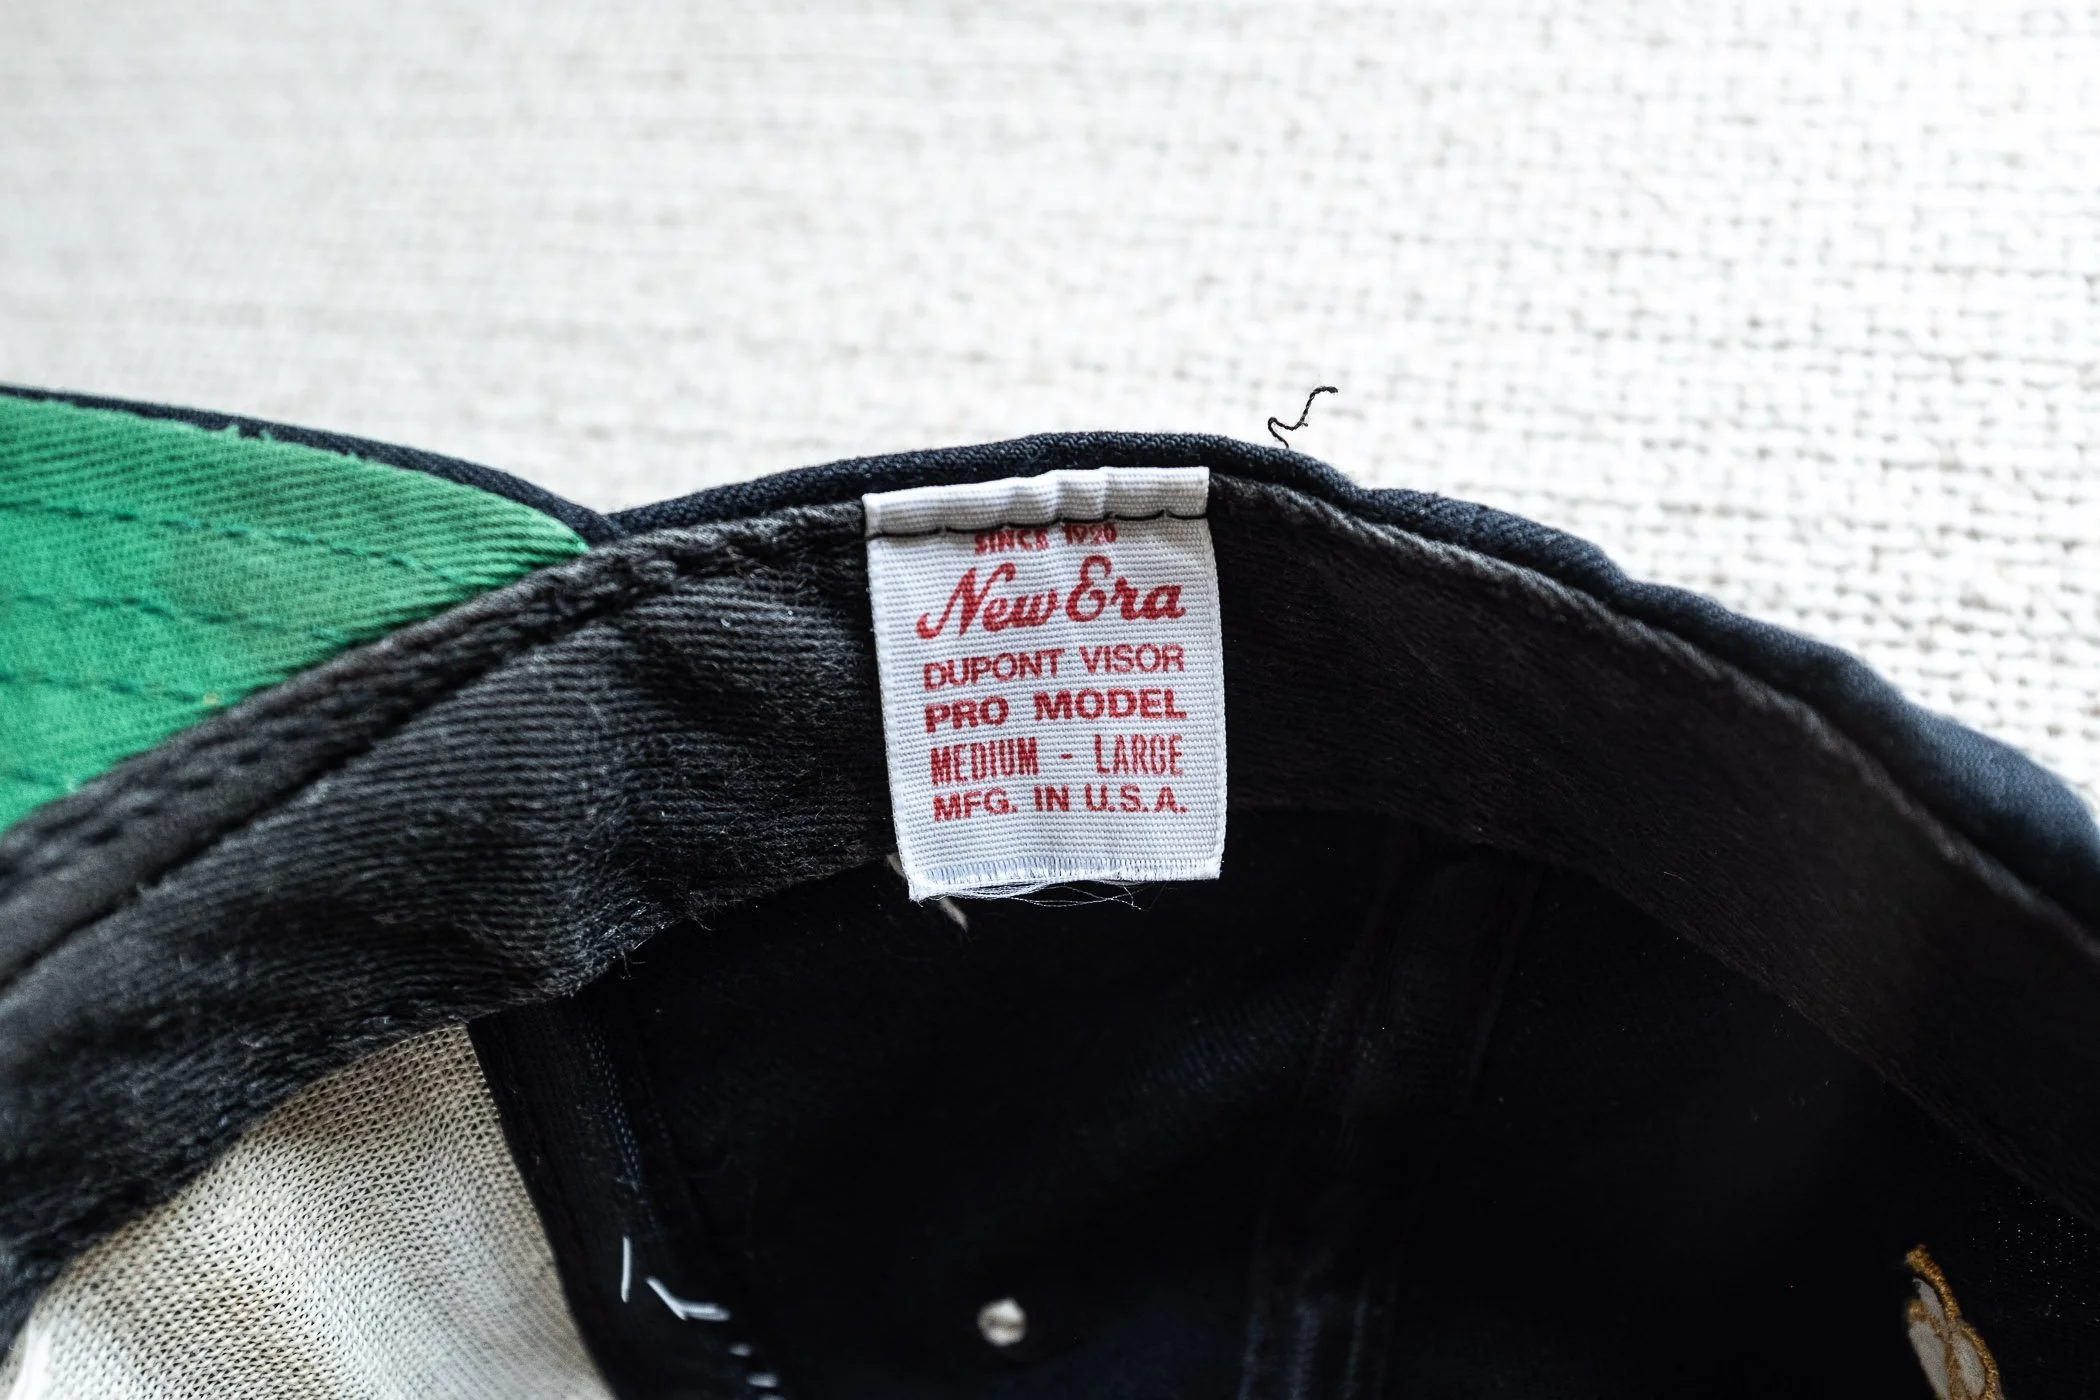 SINCE 1920
New Era
DUPONT VISOR
PRO MODEL
MEDIUM - LARGE
MFG. IN U.S.A.